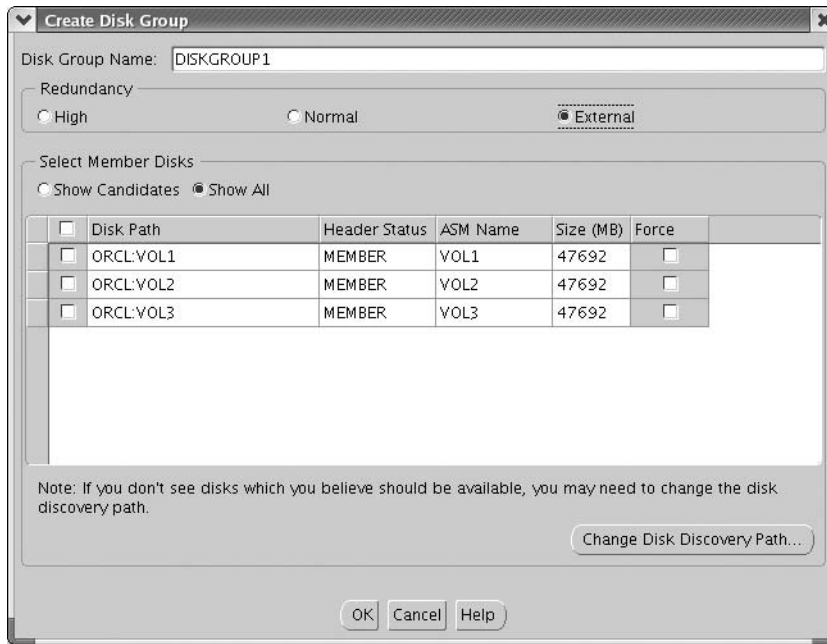 Create Disk Group
Disk Group Name: DISKGROUP1
Redundancy
High Normal External
Select Member Disks
Show Candidates Show All
Disk Path Header Status ASM Name Size (MB) Force
ORCL:VOL1 MEMBER VOL1 47692
ORCL:VOL2 MEMBER VOL2 47692
ORCL:VOL3 MEMBER VOL3 47692
Note: If you don't see disks which you believe should be available, you may need to change the disk
discovery path.
Change Disk Discovery Path...
OK Cancel Help